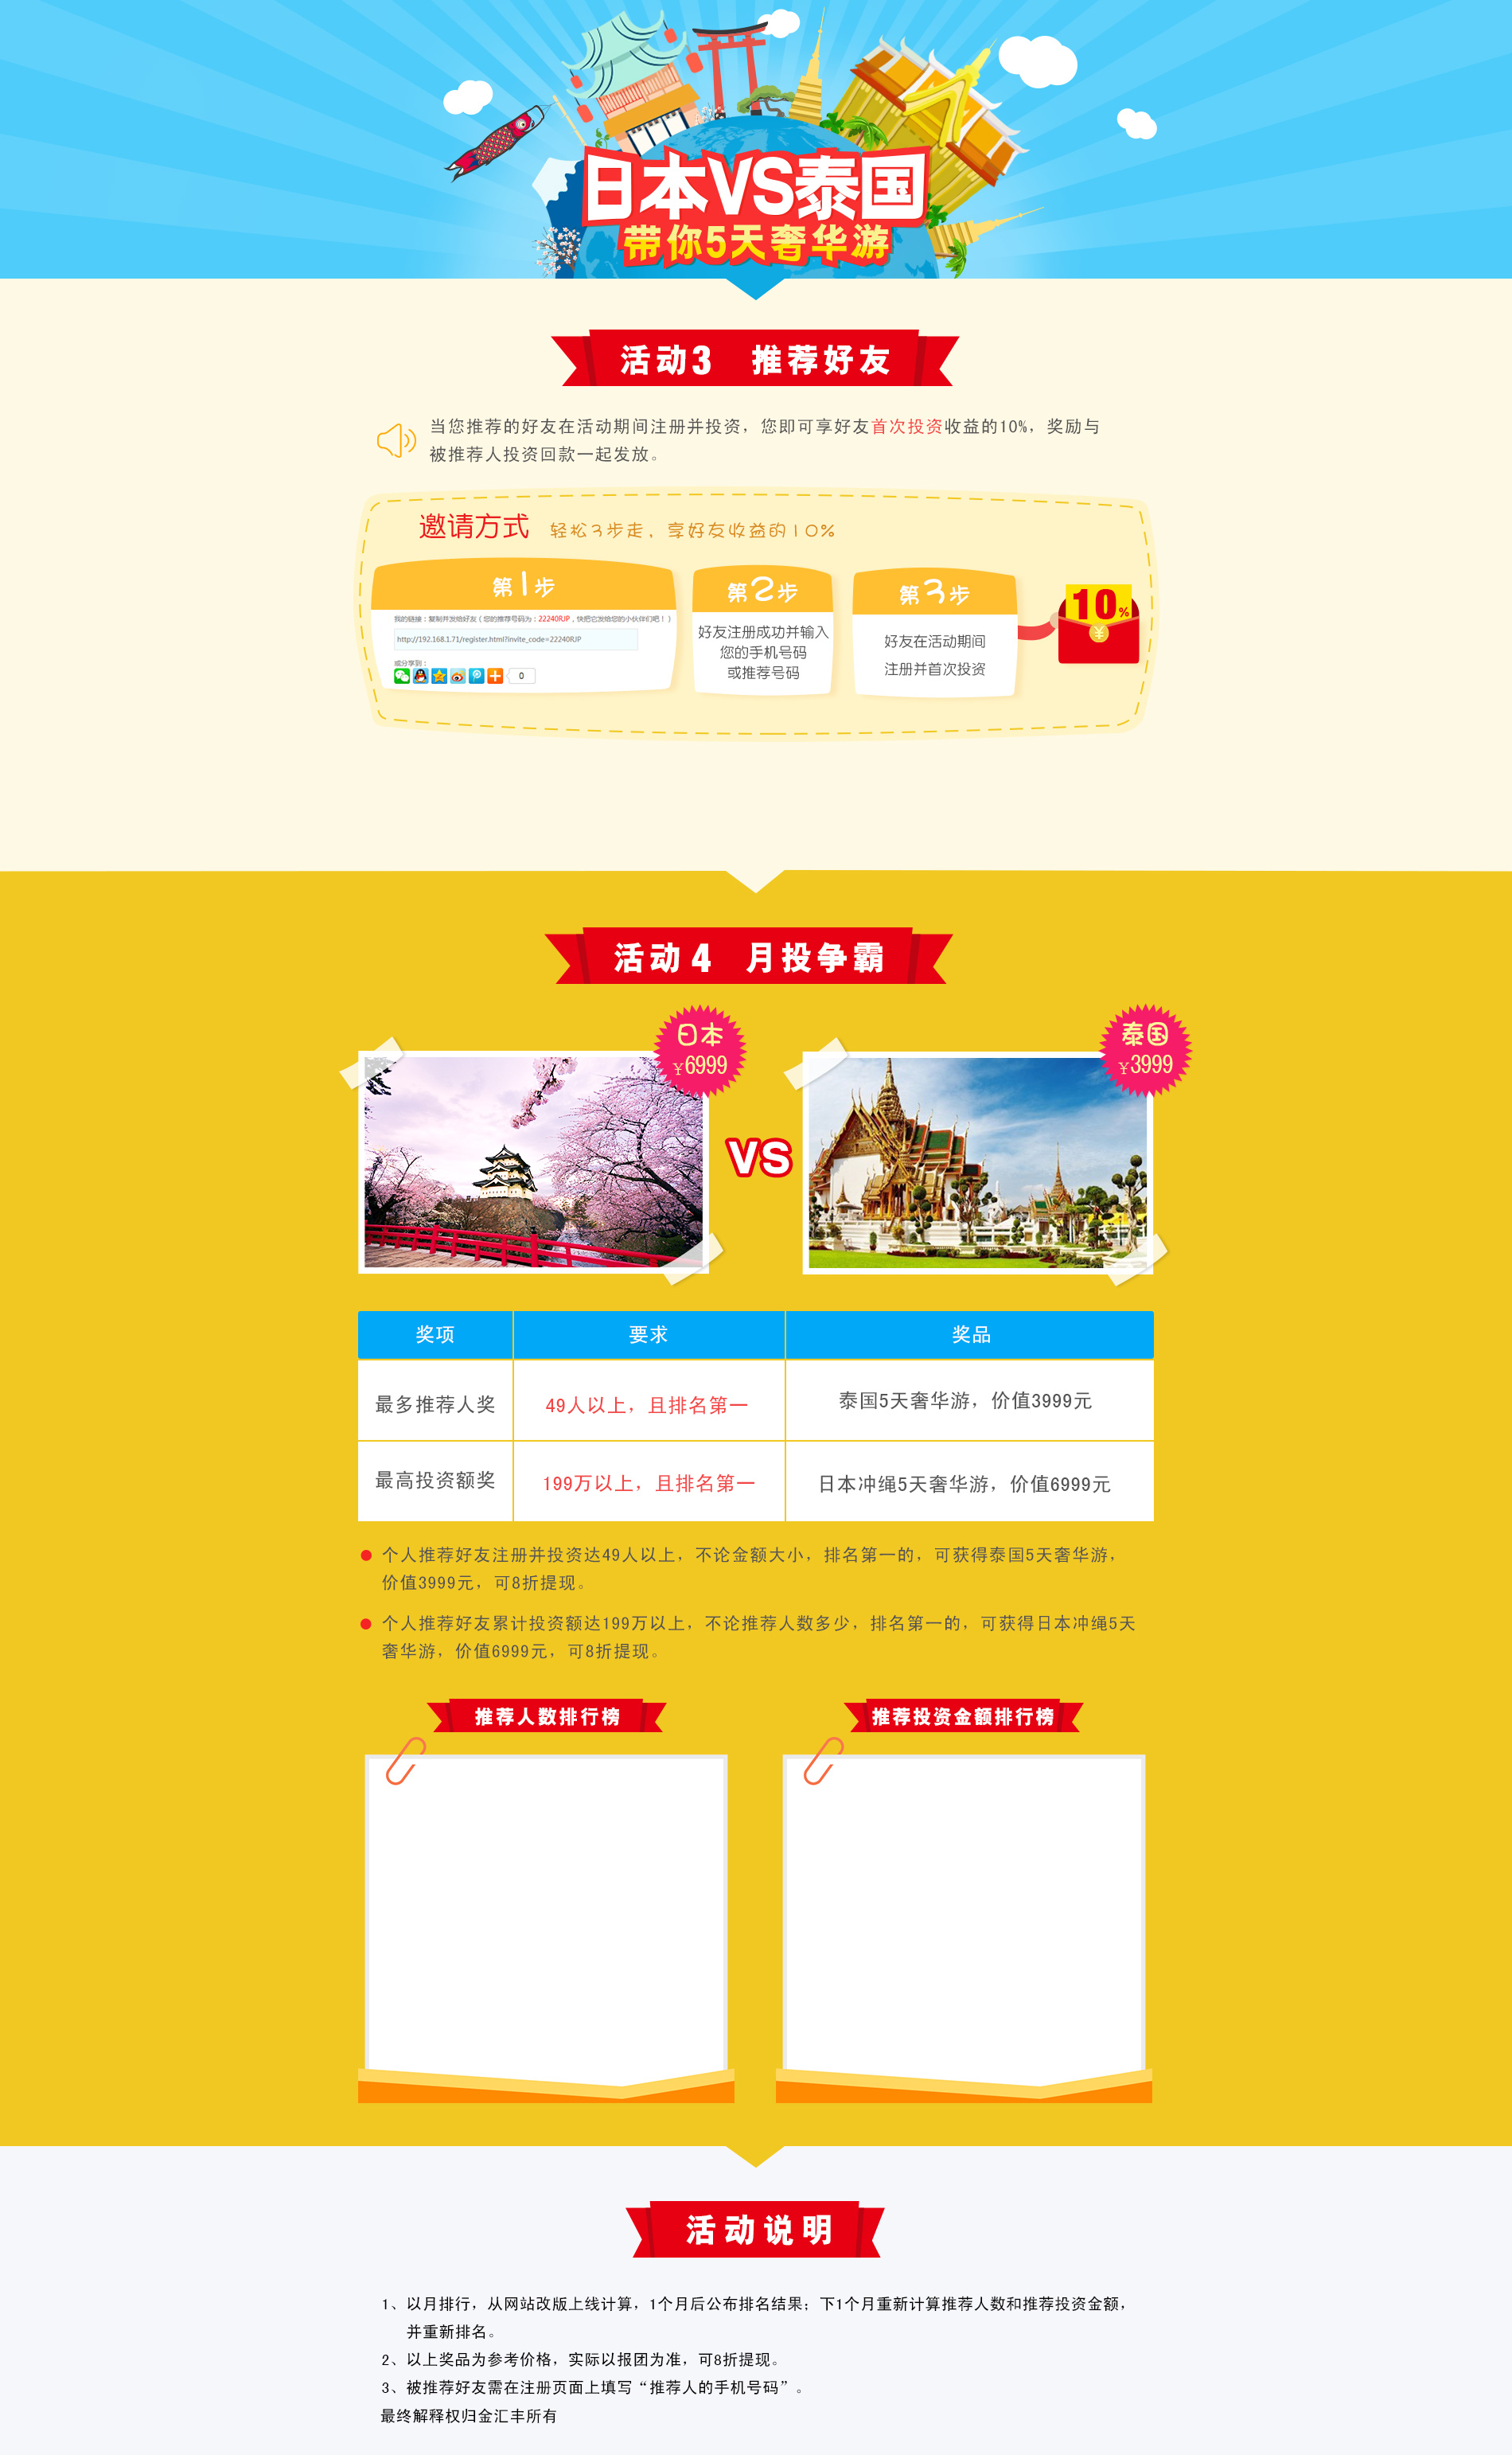 日本VS泰国
带你5天奢华游
活动3 推荐好友
当您推荐的好友在活动期间注册并投资，您即可享好友首次投资收益的10%，奖励与
被推荐人投资回款一起发放。
邀请方式 轻松3步走，享好友收益的10%
第1步
我的链接：复制并发给好友（您的推荐号码为：22240RJP，快把它发给您的小伙伴们吧！）
http://192.168.1.71/register.html?invite_code=22240RJP
或分享到：
0
第2步
好友注册成功并输入
您的手机号码
或推荐号码
第3步
好友在活动期间
注册并首次投资
10%
¥
活动4 月投争霸
日本
¥6999
VS
泰国
¥3999
奖项 要求 奖品
最多推荐人奖 49人以上，且排名第一 泰国5天奢华游，价值3999元
最高投资额奖 199万以上，且排名第一 日本冲绳5天奢华游，价值6999元
个人推荐好友注册并投资达49人以上，不论金额大小，排名第一的，可获得泰国5天奢华游，
价值3999元，可8折提现。
个人推荐好友累计投资额达199万以上，不论推荐人数多少，排名第一的，可获得日本冲绳5天
奢华游，价值6999元，可8折提现。
推荐人数排行榜 推荐投资金额排行榜
活动说明
1、以月排行，从网站改版上线计算，1个月后公布排名结果；下1个月重新计算推荐人数和推荐投资金额，
并重新排名。
2、以上奖品为参考价格，实际以报团为准，可8折提现。
3、被推荐好友需在注册页面上填写“推荐人的手机号码”。
最终解释权归金汇丰所有